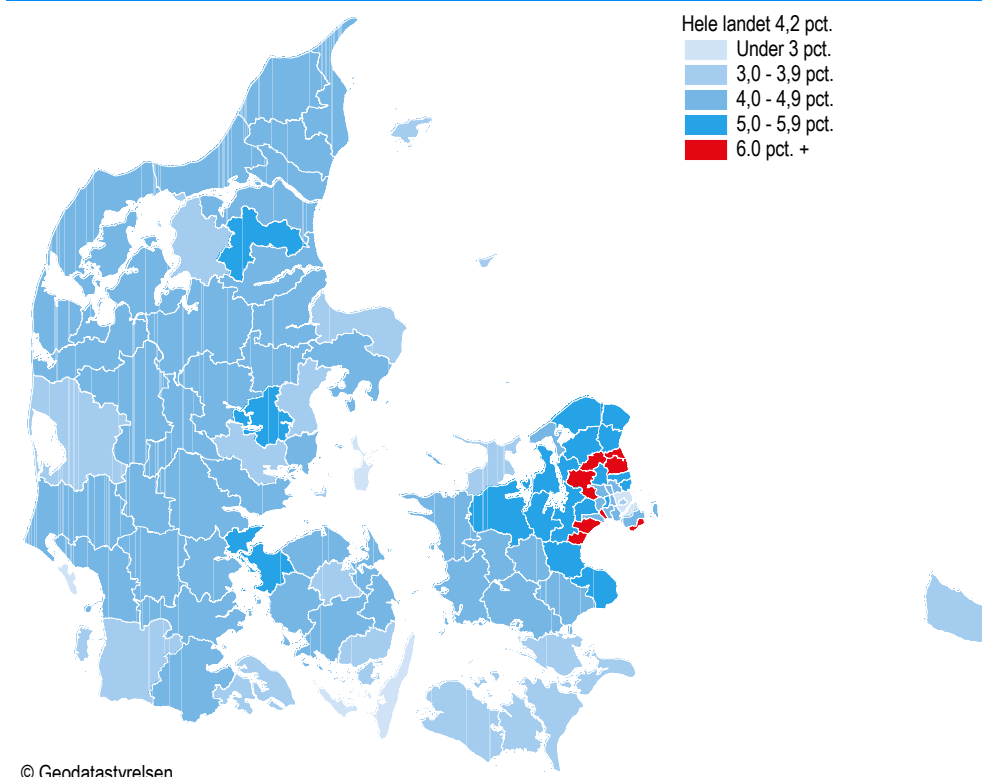 Hele landet 4,2 pct.
Under 3 pct.
3,0 - 3,9 pct.
4,0 - 4,9 pct.
5,0 - 5,9 pct.
6.0 pct. +
© Geodatastyrelsen